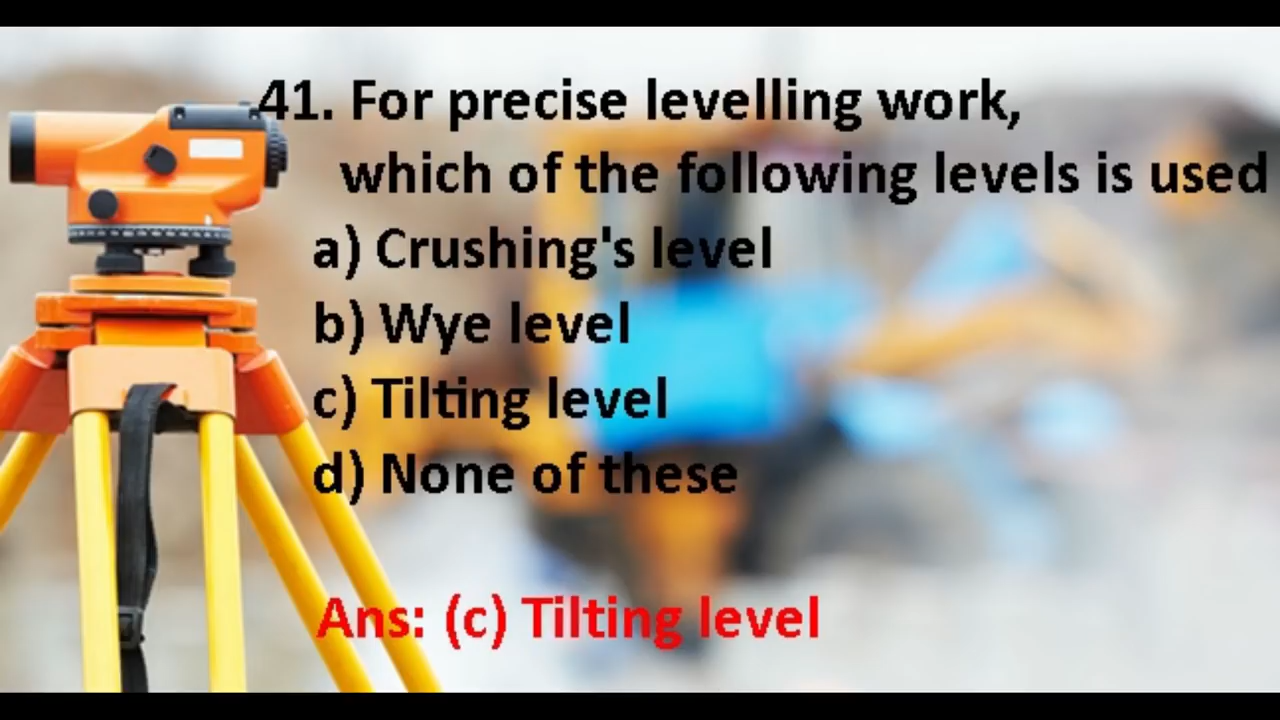 41. For precise levelling work,
which of the following levels is used
a) Crushing's level
b) Wye level
c) Tilting level
d) None of these
Ans: (c) Tilting level